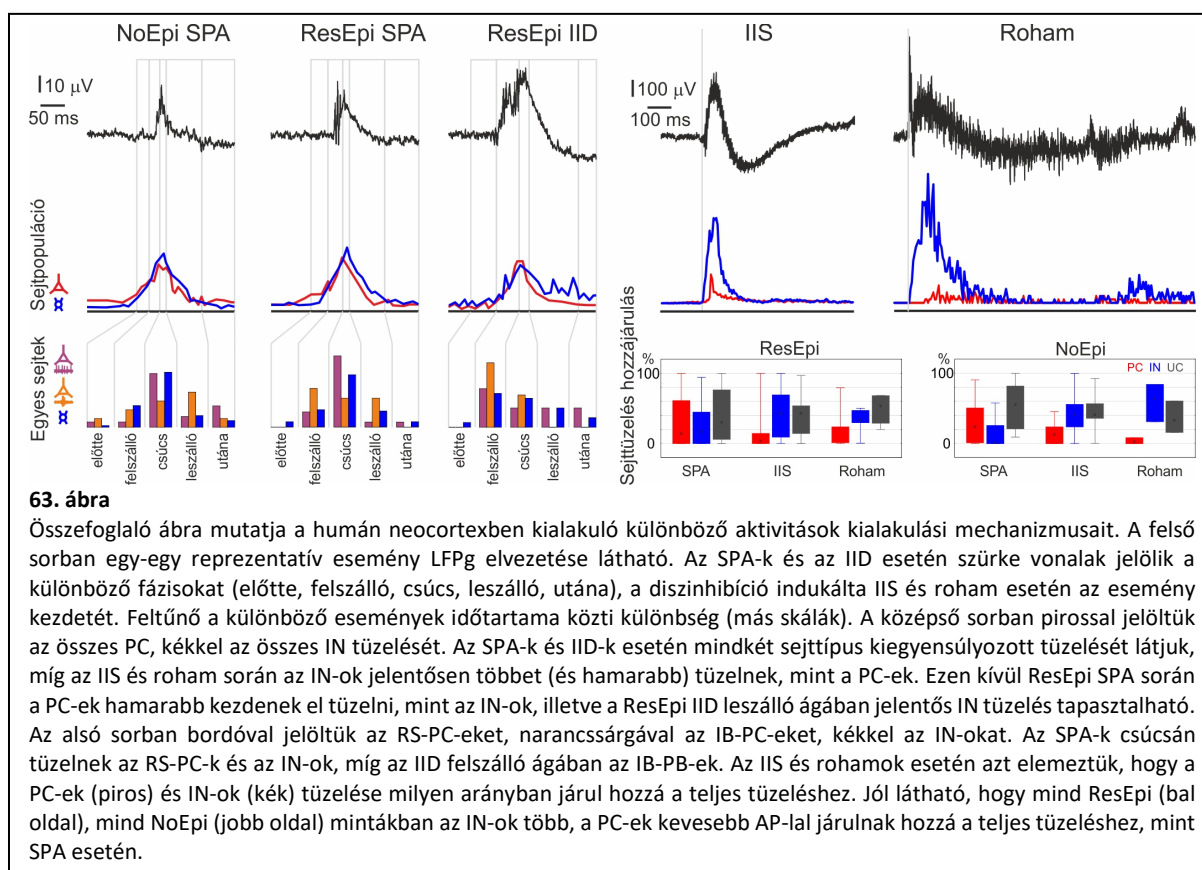 NoEpi SPA
ResEpi SPA
ResEpi IID
IIS
Roham
10 µV
50 ms
100 µV
100 ms
Sejtpopuláció
Egyes sejtek
előtte
felszálló
csúcs
leszálló
utána
előtte
felszálló
csúcs
leszálló
utána
előtte
felszálló
csúcs
leszálló
utána
Sejttüzelés hozzájárulás
ResEpi
%
100
0
SPA
IIS
Roham
NoEpi
%
100
0
PC IN UC
SPA
IIS
Roham
63. ábra
Összefoglaló ábra mutatja a humán neocortexben kialakuló különböző aktivitások kialakulási mechanizmusait. A felső
sorban egy-egy reprezentatív esemény LFPg elvezetése látható. Az SPA-k és az IID esetén szürke vonalak jelölik a
különböző fázisokat (előtte, felszálló, csúcs, leszálló, utána), a diszinhibíció indukálta IIS és roham esetén az esemény
kezdetét. Feltűnő a különböző események időtartama közti különbség (más skálák). A középső sorban pirossal jelöltük
az összes PC, kékkel az összes IN tüzelését. Az SPA-k és IID-k esetén mindkét sejttípus kiegyensúlyozott tüzelését látjuk,
míg az IIS és roham során az IN-ok jelentősen többet (és hamarabb) tüzelnek, mint a PC-ek. Ezen kívül ResEpi SPA során
a PC-ek hamarabb kezdenek el tüzelni, mint az IN-ok, illetve a ResEpi IID leszálló ágában jelentős IN tüzelés tapasztalható.
Az alsó sorban bordóval jelöltük az RS-PC-eket, narancssárgával az IB-PC-eket, kékkel az IN-okat. Az SPA-k csúcsán
tüzelnek az RS-PC-k és az IN-ok, míg az IID felszálló ágában az IB-PB-ek. Az IIS és rohamok esetén azt elemeztük, hogy a
PC-ek (piros) és IN-ok (kék) tüzelése milyen arányban járul hozzá a teljes tüzeléshez. Jól látható, hogy mind ResEpi (bal
oldal), mind NoEpi (jobb oldal) mintákban az IN-ok több, a PC-ek kevesebb AP-lal járulnak hozzá a teljes tüzeléshez, mint
SPA esetén.